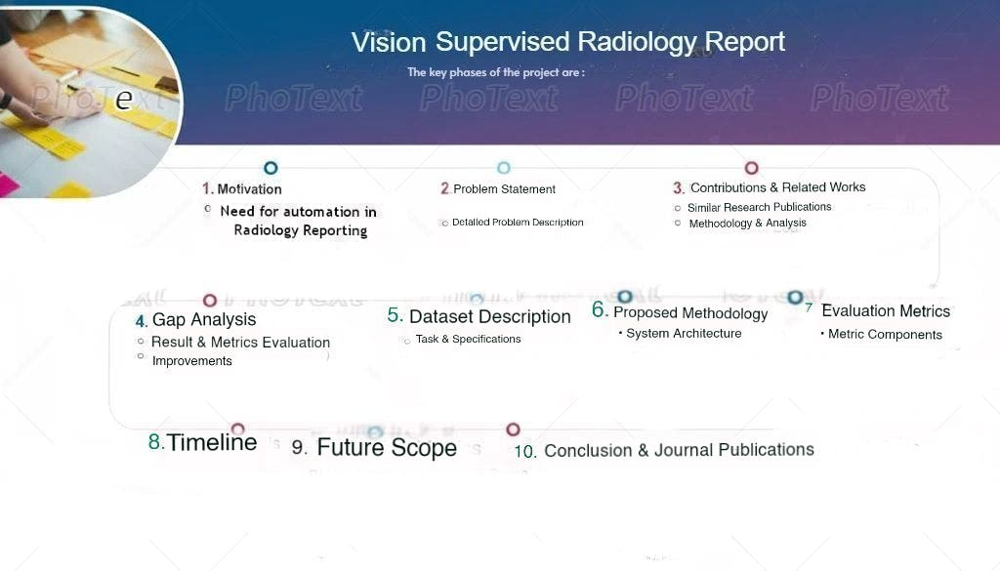 Vision Supervised Radiology Report
The key phases of the project are :
e
PhoText PhoText PhoText PhoText PhoText
1. Motivation
Need for automation in
Radiology Reporting
2. Problem Statement
Detailed Problem Description
3. Contributions & Related Works
Similar Research Publications
Methodology & Analysis
4. Gap Analysis
Result & Metrics Evaluation
Improvements
5. Dataset Description
Task & Specifications
6. Proposed Methodology
• System Architecture
7 Evaluation Metrics
• Metric Components
8. Timeline
9. Future Scope
10. Conclusion & Journal Publications